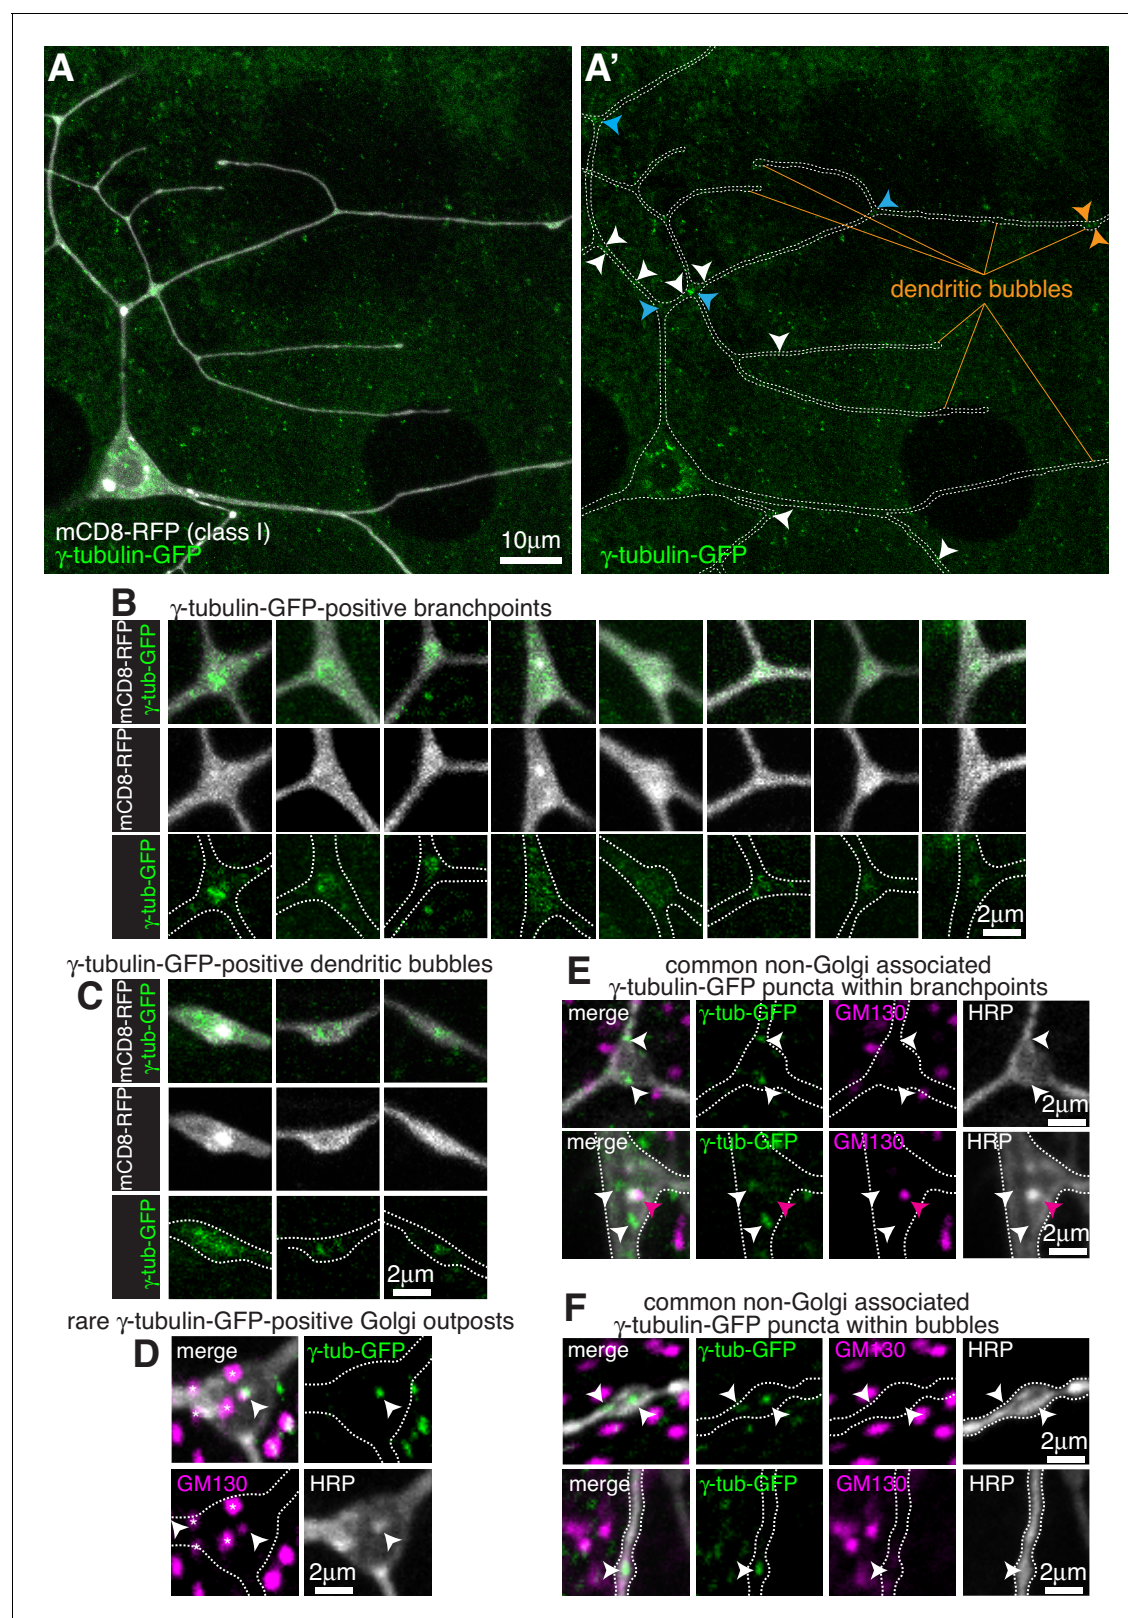 A
mCD8-RFP (class I)
γ-tubulin-GFP
10μm
A'
dendritic bubbles
γ-tubulin-GFP
B
γ-tubulin-GFP-positive branchpoints
mCD8-RFP
γ-tub-GFP
mCD8-RFP
γ-tub-GFP
2μm
γ-tubulin-GFP-positive dendritic bubbles
C
mCD8-RFP
γ-tub-GFP
mCD8-RFP
γ-tub-GFP
2μm
rare γ-tubulin-GFP-positive Golgi outposts
D
merge
γ-tub-GFP
GM130
HRP
2μm
E
common non-Golgi associated
γ-tubulin-GFP puncta within branchpoints
merge
γ-tub-GFP
GM130
HRP
2μm
merge
γ-tub-GFP
GM130
HRP
2μm
F
common non-Golgi associated
γ-tubulin-GFP puncta within bubbles
merge
γ-tub-GFP
GM130
HRP
2μm
merge
γ-tub-GFP
GM130
HRP
2μm